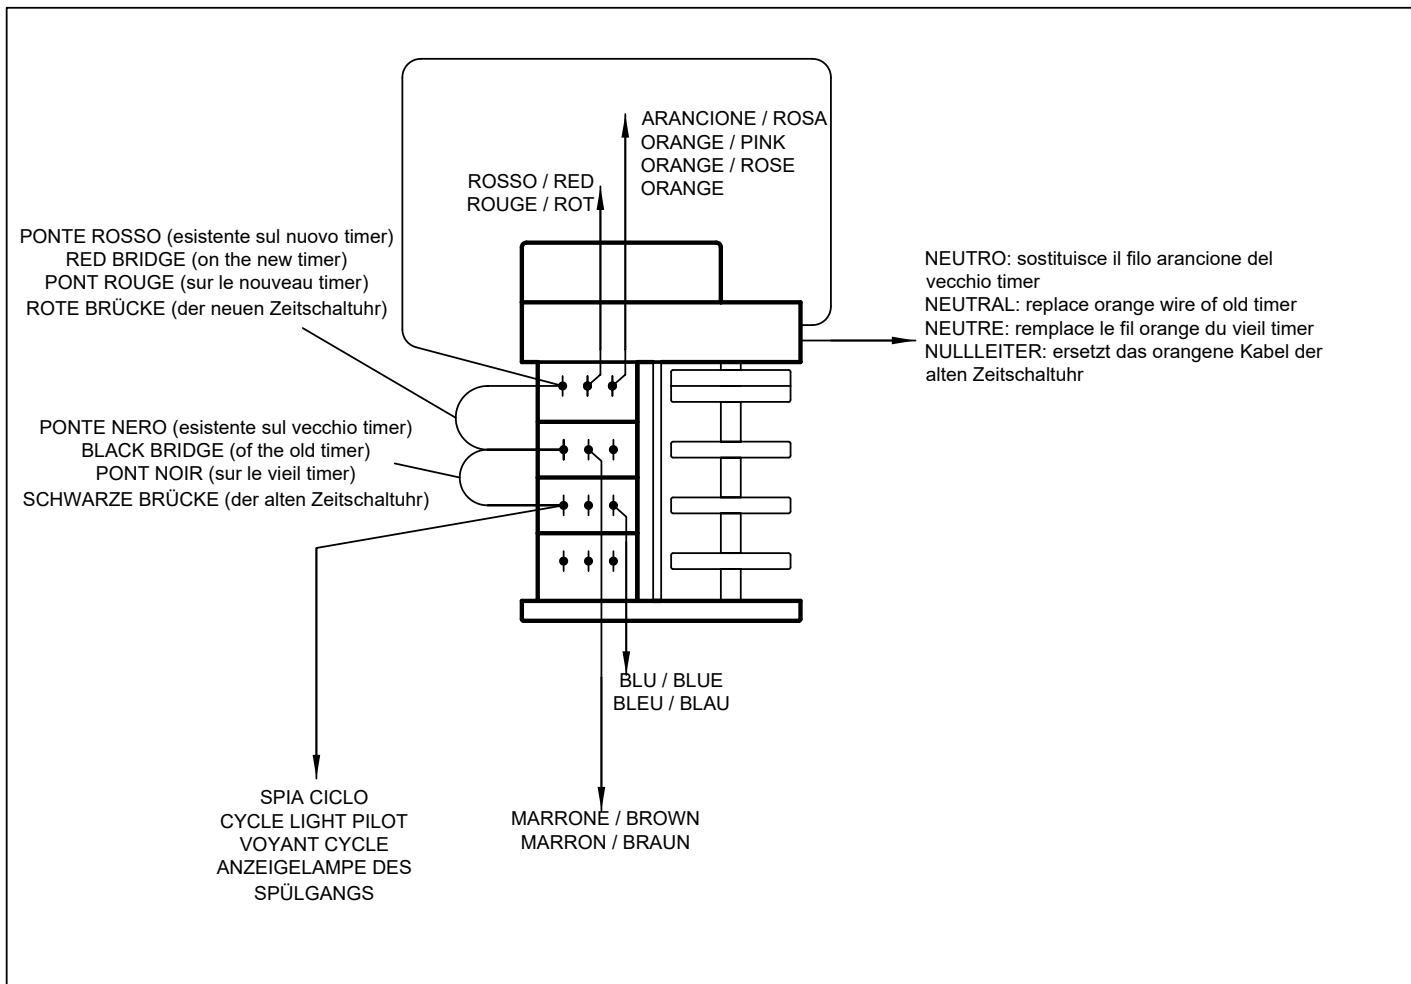 ARANCIONE / ROSA
ORANGE / PINK
ORANGE / ROSE
ORANGE
ROSSO / RED
ROUGE / ROT
PONTE ROSSO (esistente sul nuovo timer)
RED BRIDGE (on the new timer)
PONT ROUGE (sur le nouveau timer)
ROTE BRÜCKE (der neuen Zeitschaltuhr)
NEUTRO: sostituisce il filo arancione del
vecchio timer
NEUTRAL: replace orange wire of old timer
NEUTRE: remplace le fil orange du vieil timer
NULLLEITER: ersetzt das orangene Kabel der
alten Zeitschaltuhr
PONTE NERO (esistente sul vecchio timer)
BLACK BRIDGE (of the old timer)
PONT NOIR (sur le vieil timer)
SCHWARZE BRÜCKE (der alten Zeitschaltuhr)
BLU / BLUE
BLEU / BLAU
SPIA CICLO
CYCLE LIGHT PILOT
VOYANT CYCLE
ANZEIGELAMPE DES
SPÜLGANGS
MARRONE / BROWN
MARRON / BRAUN